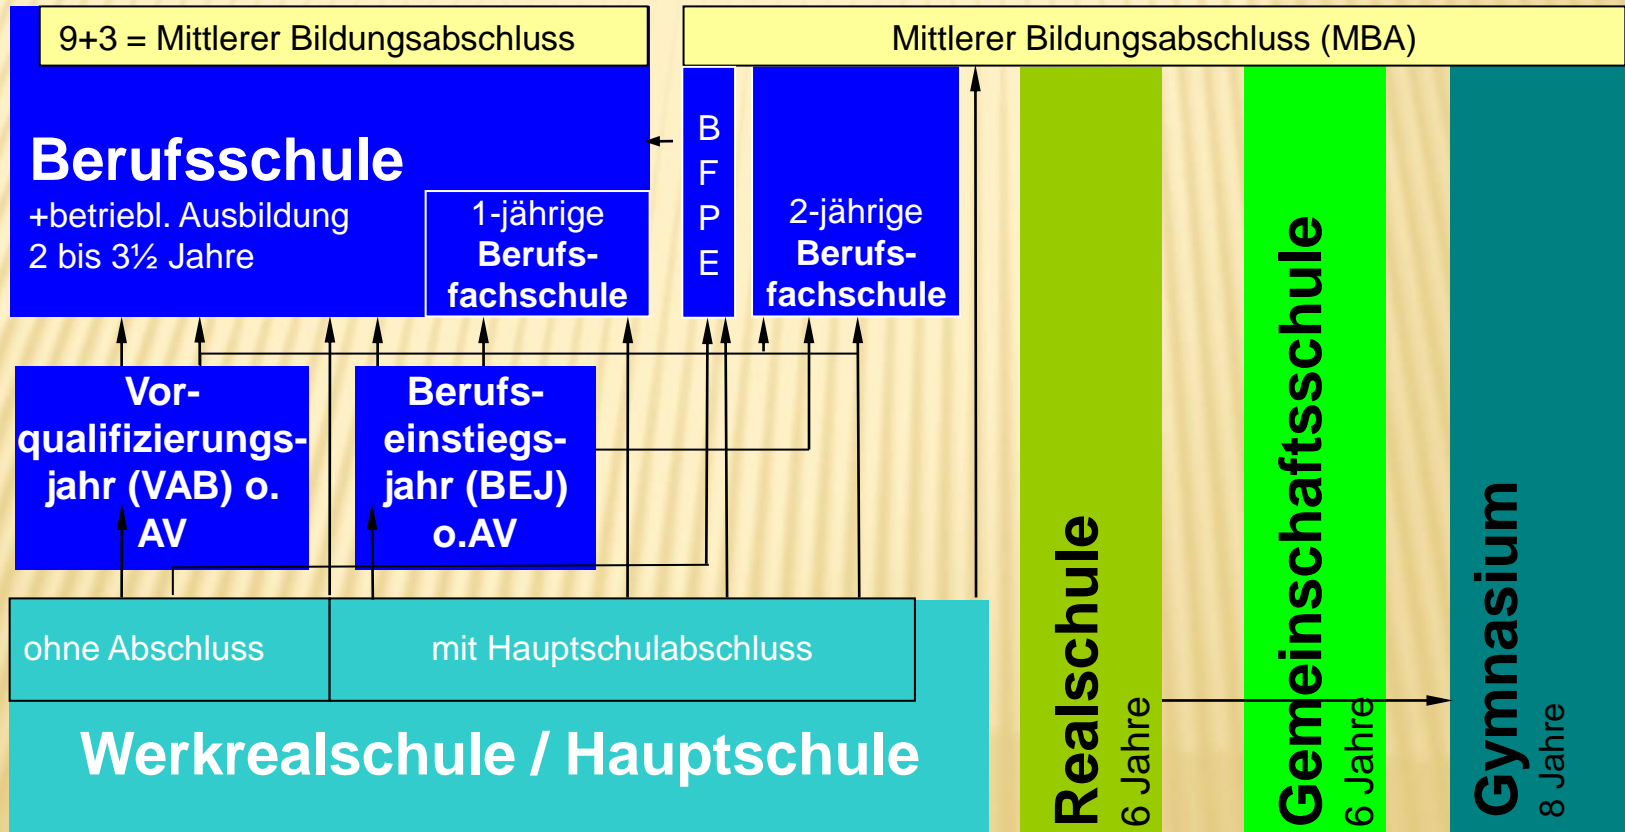 9+3 = Mittlerer Bildungsabschluss
Mittlerer Bildungsabschluss (MBA)
Berufsschule
+betriebl. Ausbildung
2 bis 3½ Jahre
1-jährige
Berufs-
fachschule
B
F
P
E
2-jährige
Berufs-
fachschule
Vor-
qualifizierungs-
jahr (VAB) o.
AV
Berufs-
einstiegs-
jahr (BEJ)
o.AV
ohne Abschluss
mit Hauptschulabschluss
Werkrealschule / Hauptschule
Realschule
6 Jahre
Gemeinschaftsschule
6 Jahre
Gymnasium
8 Jahre